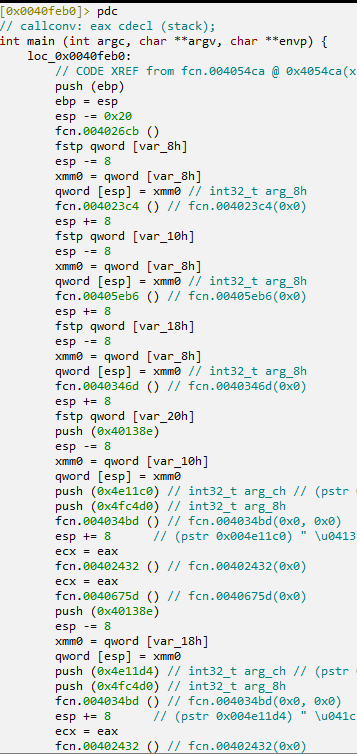 [0x0040feb0]> pdc
// callconv: eax cdecl (stack);
int main (int argc, char **argv, char **envp) {
loc_0x0040feb0:
// CODE XREF from fcn.004054ca @ 0x4054ca(x
push (ebp)
ebp = esp
esp -= 0x20
fcn.004026cb ()
fstp qword [var_8h]
esp -= 8
xmm0 = qword [var_8h]
qword [esp] = xmm0 // int32_t arg_8h
fcn.004023c4 () // fcn.004023c4(0x0)
esp += 8
fstp qword [var_10h]
esp -= 8
xmm0 = qword [var_8h]
qword [esp] = xmm0 // int32_t arg_8h
fcn.00405eb6 () // fcn.00405eb6(0x0)
esp += 8
fstp qword [var_18h]
esp -= 8
xmm0 = qword [var_8h]
qword [esp] = xmm0 // int32_t arg_8h
fcn.0040346d () // fcn.0040346d(0x0)
esp += 8
fstp qword [var_20h]
push (0x40138e)
esp -= 8
xmm0 = qword [var_10h]
qword [esp] = xmm0
push (0x4e11c0) // int32_t arg_ch // (pstr
push (0x4fc4d0) // int32_t arg_8h
fcn.004034bd () // fcn.004034bd(0x0, 0x0)
esp += 8 // (pstr 0x004e11c0) " \u0413
ecx = eax
fcn.00402432 () // fcn.00402432(0x0)
ecx = eax
fcn.0040675d () // fcn.0040675d(0x0)
push (0x40138e)
esp -= 8
xmm0 = qword [var_18h]
qword [esp] = xmm0
push (0x4e11d4) // int32_t arg_ch // (pstr
push (0x4fc4d0) // int32_t arg_8h
fcn.004034bd () // fcn.004034bd(0x0, 0x0)
esp += 8 // (pstr 0x004e11d4) " \u041c
ecx = eax
fcn.00402432 () // fcn.00402432(0x0)